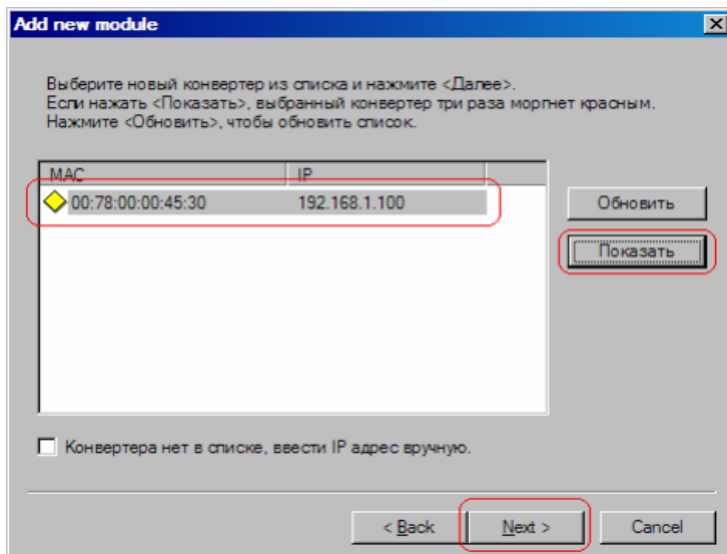 Add new module
Выберите новый конвертер из списка и нажмите <Далее>.
Если нажать <Показать>, выбранный конвертер три раза моргнет красным.
Нажмите <Обновить>, чтобы обновить список.
MAC IP
00:78:00:00:45:30 192.168.1.100
Обновить
Показать
Конвертера нет в списке, ввести IP адрес вручную.
< Back Next > Cancel